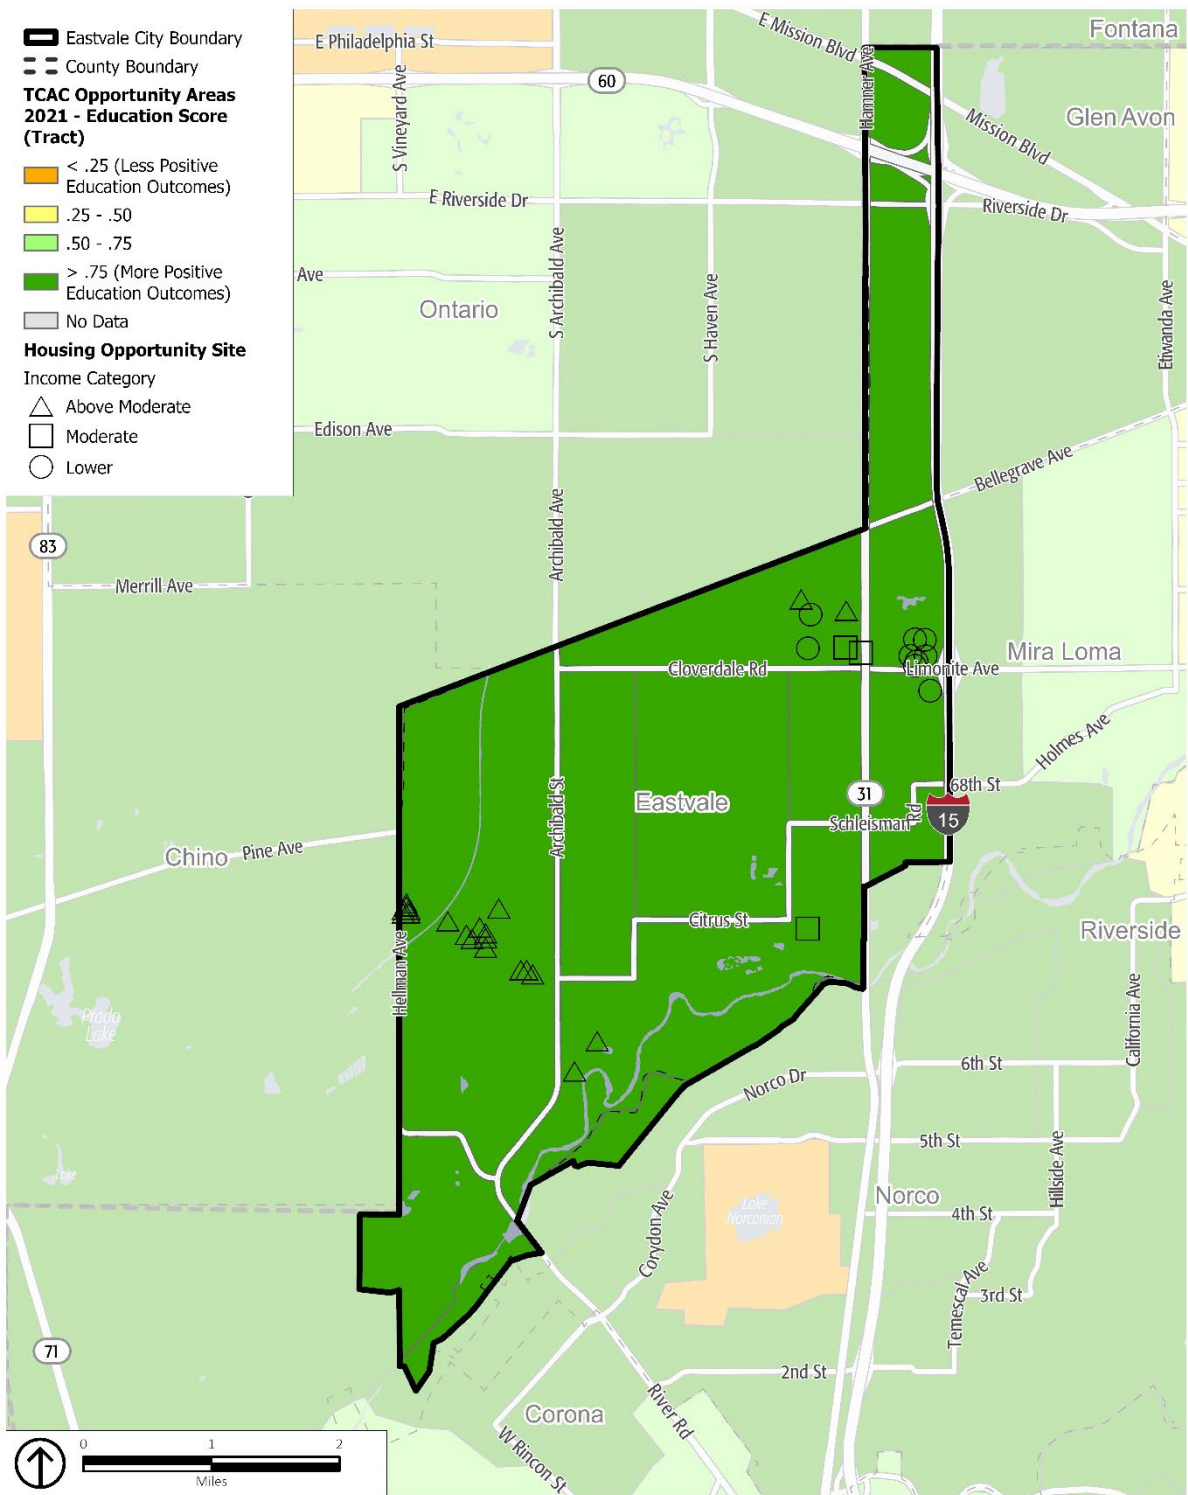 Eastvale City Boundary
County Boundary
TCAC Opportunity Areas
2021 - Education Score
(Tract)
< .25 (Less Positive
Education Outcomes)
.25 - .50
.50 - .75
> .75 (More Positive
Education Outcomes)
No Data
Housing Opportunity Site
Income Category
Above Moderate
Moderate
Lower
E Philadelphia St
60
S Vineyard Ave
E Mission Blvd
Hamner Ave
Fontana
Glen Avon
Mission Blvd
E Riverside Dr
Riverside Dr
Ave
S Archibald Ave
S Haven Ave
Etiwanda Ave
Ontario
Edison Ave
Bellegrave Ave
83
Archibald Ave
Merrill Ave
Mira Loma
Cloverdale Rd
Limonite Ave
Holmes Ave
68th St
31
Eastvale
Archibald St
Schleisman
Rd
15
Chino
Pine Ave
Citrus St
Riverside
Hellman Ave
Prado
Lake
California Ave
6th St
Norco Dr
5th St
Hillside Ave
Lake
Norco
Lake
Norconian
4th St
Corydon Ave
Temescal Ave
3rd St
71
2nd St
River Rd
Corona
W Rincon St
0 1 2
Miles